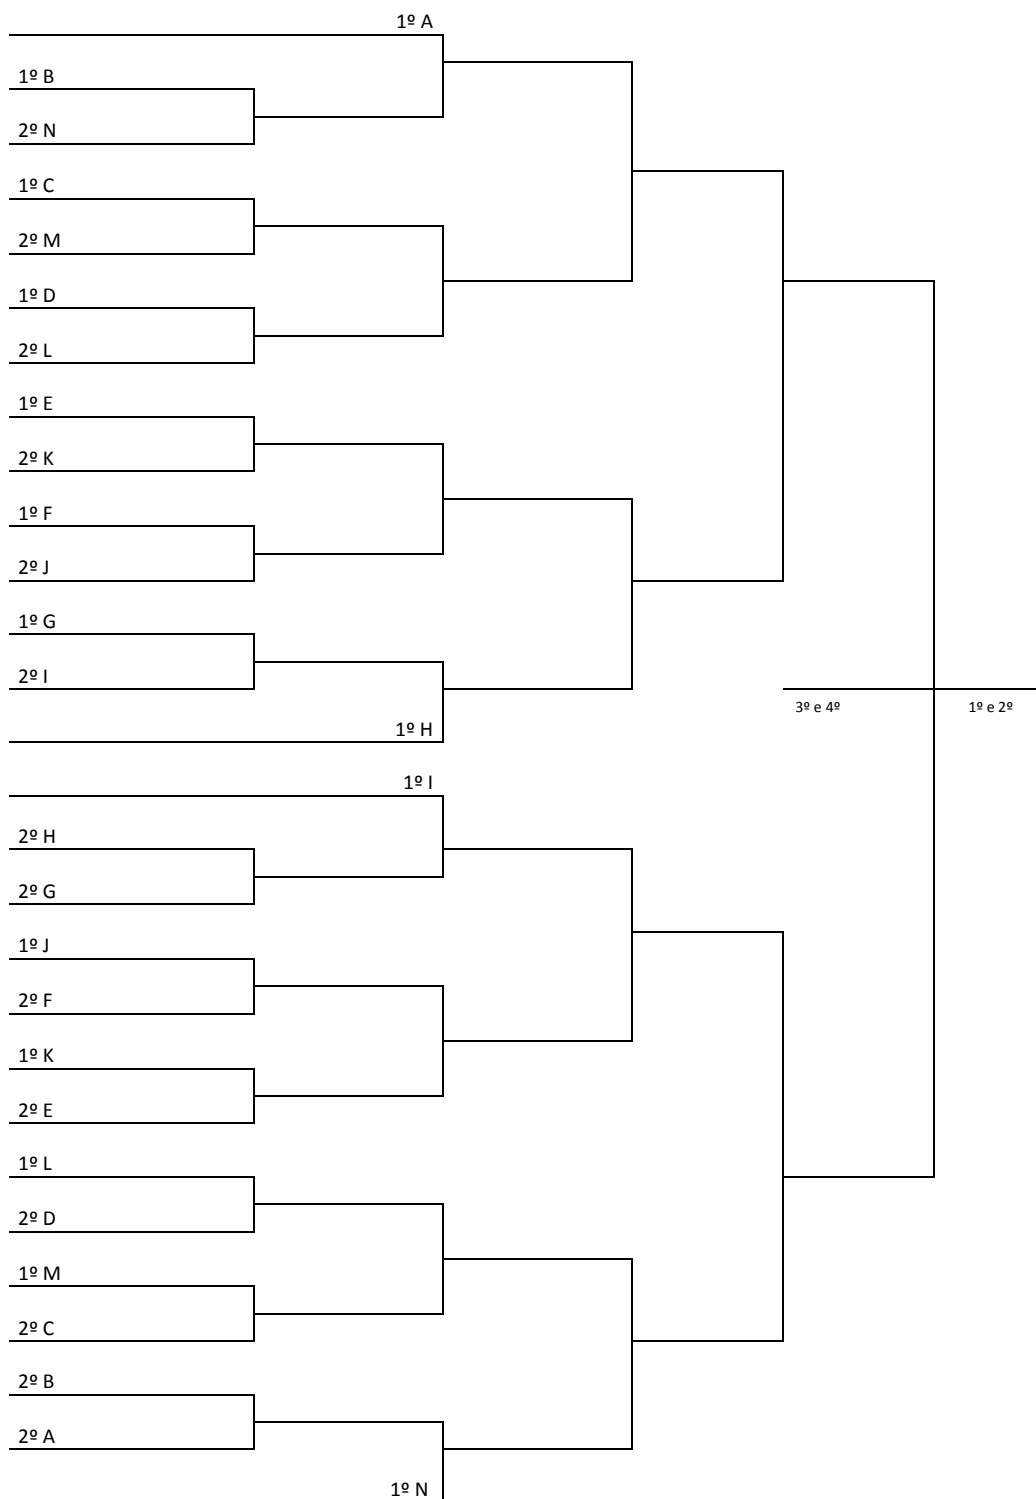 1º A
1º B
2º N
1º C
2º M
1º D
2º L
1º E
2º K
1º F
2º J
1º G
2º I
3º e 4º
1º e 2º
1º H
1º I
2º H
2º G
1º J
2º F
1º K
2º E
1º L
2º D
1º M
2º C
2º B
2º A
1º N